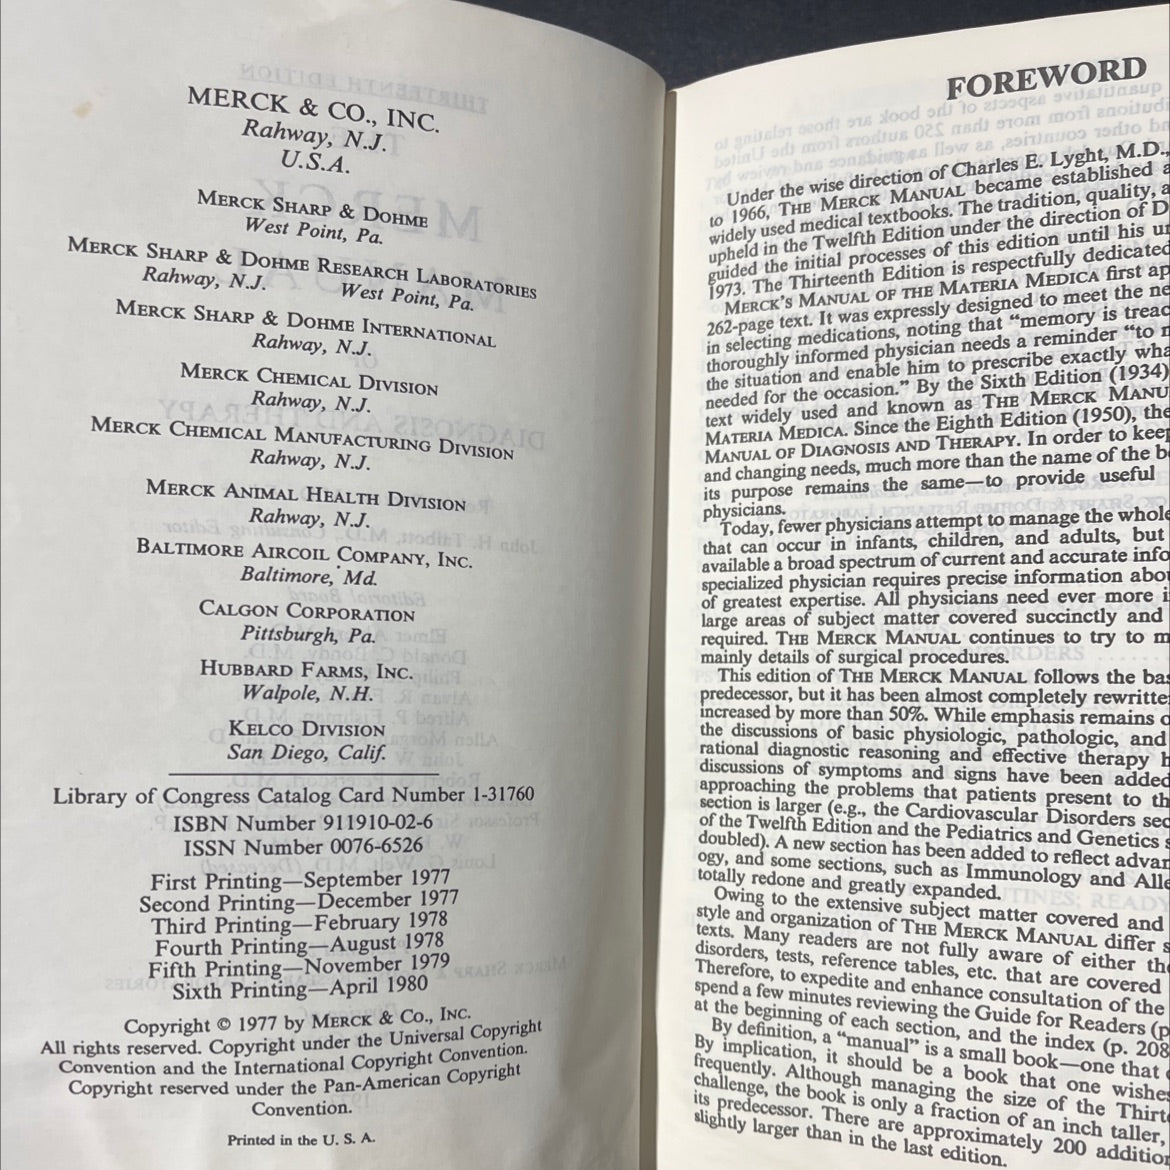 MERCK & CO., INC.
Rahway, N.J.
U.S.A.
MERCK SHARP & DOHME
West Point, Pa.
MERCK SHARP & DOHME RESEARCH LABORATORIES
Rahway, N.J. West Point, Pa.
MERCK SHARP & DOHME INTERNATIONAL
Rahway, N.J.
MERCK CHEMICAL DIVISION
Rahway, N.J.
MERCK CHEMICAL MANUFACTURING DIVISION
Rahway, N.J.
MERCK ANIMAL HEALTH DIVISION
Rahway, N.J.
BALTIMORE AIRCOIL COMPANY, INC.
Baltimore, Md.
CALGON CORPORATION
Pittsburgh, Pa.
HUBBARD FARMS, INC.
Walpole, N.H.
KELCO DIVISION
San Diego, Calif.
Library of Congress Catalog Card Number 1-31760
ISBN Number 911910-02-6
ISSN Number 0076-6526
First Printing—September 1977
Second Printing—December 1977
Third Printing—February 1978
Fourth Printing—August 1978
Fifth Printing—November 1979
Sixth Printing—April 1980
Copyright © 1977 by MERCK & CO., INC.
All rights reserved. Copyright under the Universal Copyright
Convention and the International Copyright Convention.
Copyright reserved under the Pan-American Copyright
Convention.
Printed in the U. S. A.
FOREWORD
Under the wise direction of Charles E. Lyght, M.D.,
to 1966, THE MERCK MANUAL became established a
widely used medical textbooks. The tradition, quality, a
upheld in the Twelfth Edition under the direction of D
guided the initial processes of this edition until his un
1973. The Thirteenth Edition is respectfully dedicated
MERCK'S MANUAL OF THE MATERIA MEDICA first ap
262-page text. It was expressly designed to meet the ne
in selecting medications, noting that "memory is treac
thoroughly informed physician needs a reminder "to m
the situation and enable him to prescribe exactly wha
needed for the occasion." By the Sixth Edition (1934)
text widely used and known as THE MERCK MANU
MATERIA MEDICA. Since the Eighth Edition (1950), the
MANUAL OF DIAGNOSIS AND THERAPY. In order to keep
and changing needs, much more than the name of the b
its purpose remains the same—to provide useful
physicians.
Today, fewer physicians attempt to manage the whole
that can occur in infants, children, and adults, but
available a broad spectrum of current and accurate info
specialized physician requires precise information abou
of greatest expertise. All physicians need ever more i
large areas of subject matter covered succinctly and
required. THE MERCK MANUAL continues to try to m
mainly details of surgical procedures.
This edition of THE MERCK MANUAL follows the bas
predecessor, but it has been almost completely rewritte
increased by more than 50%. While emphasis remains o
the discussions of basic physiologic, pathologic, and
rational diagnostic reasoning and effective therapy h
discussions of symptoms and signs have been added
approaching the problems that patients present to th
section is larger (e.g., the Cardiovascular Disorders sec
of the Twelfth Edition and the Pediatrics and Genetics s
doubled). A new section has been added to reflect advan
ogy, and some sections, such as Immunology and Alle
totally redone and greatly expanded.
Owing to the extensive subject matter covered and
style and organization of THE MERCK MANUAL differ s
texts. Many readers are not fully aware of either the
disorders, tests, reference tables, etc. that are covered
Therefore, to expedite and enhance consultation of the
spend a few minutes reviewing the Guide for Readers (p
at the beginning of each section, and the index (p. 208
By definition, a "manual" is a small book—one that c
By implication, it should be a book that one wishes
frequently. Although managing the size of the Thirte
challenge, the book is only a fraction of an inch taller,
its predecessor. There are approximately 200 addition
slightly larger than in the last edition.